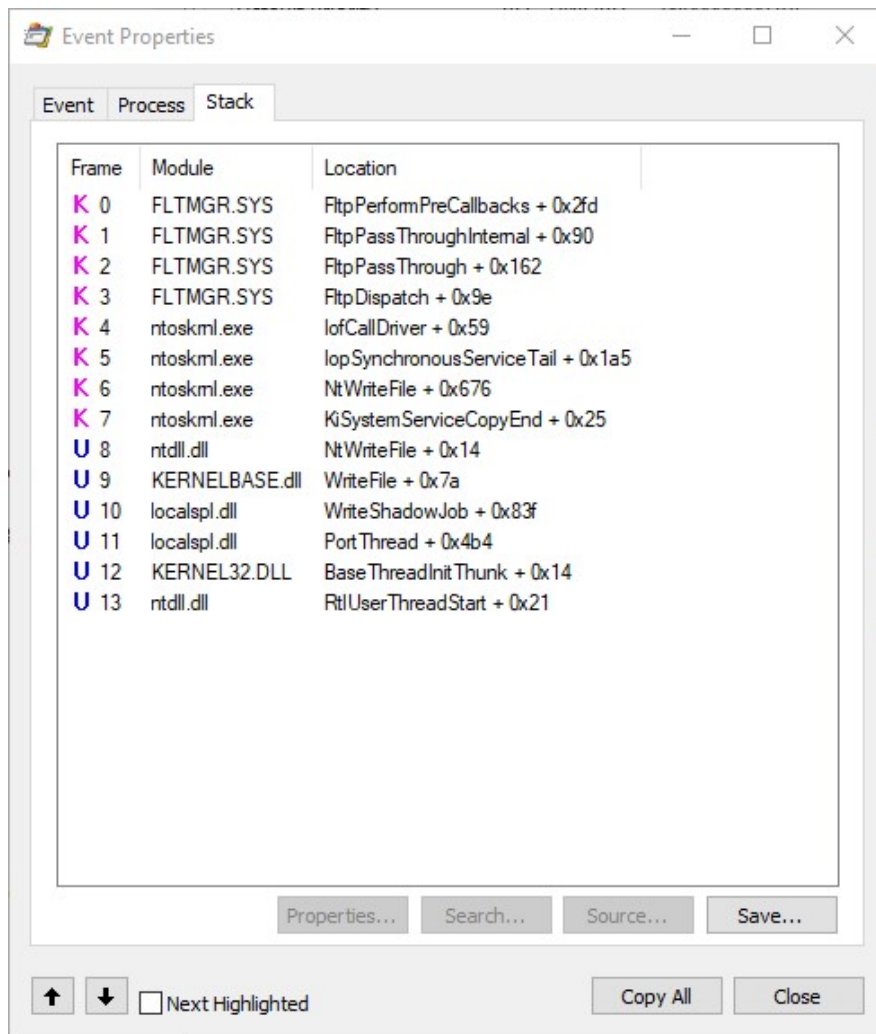 Event Properties
Event Process Stack
Frame Module Location
K 0 FLTMGR.SYS FltpPerformPreCallbacks + 0x2fd
K 1 FLTMGR.SYS FltpPassThroughInternal + 0x90
K 2 FLTMGR.SYS FltpPassThrough + 0x162
K 3 FLTMGR.SYS FltpDispatch + 0x9e
K 4 ntoskrnl.exe IofCallDriver + 0x59
K 5 ntoskrnl.exe IopSynchronousServiceTail + 0x1a5
K 6 ntoskrnl.exe NtWriteFile + 0x676
K 7 ntoskrnl.exe KiSystemServiceCopyEnd + 0x25
U 8 ntdll.dll NtWriteFile + 0x14
U 9 KERNELBASE.dll WriteFile + 0x7a
U 10 localspl.dll WriteShadowJob + 0x83f
U 11 localspl.dll PortThread + 0x4b4
U 12 KERNEL32.DLL BaseThreadInitThunk + 0x14
U 13 ntdll.dll RtlUserThreadStart + 0x21
Properties... Search... Source... Save...
Next Highlighted Copy All Close